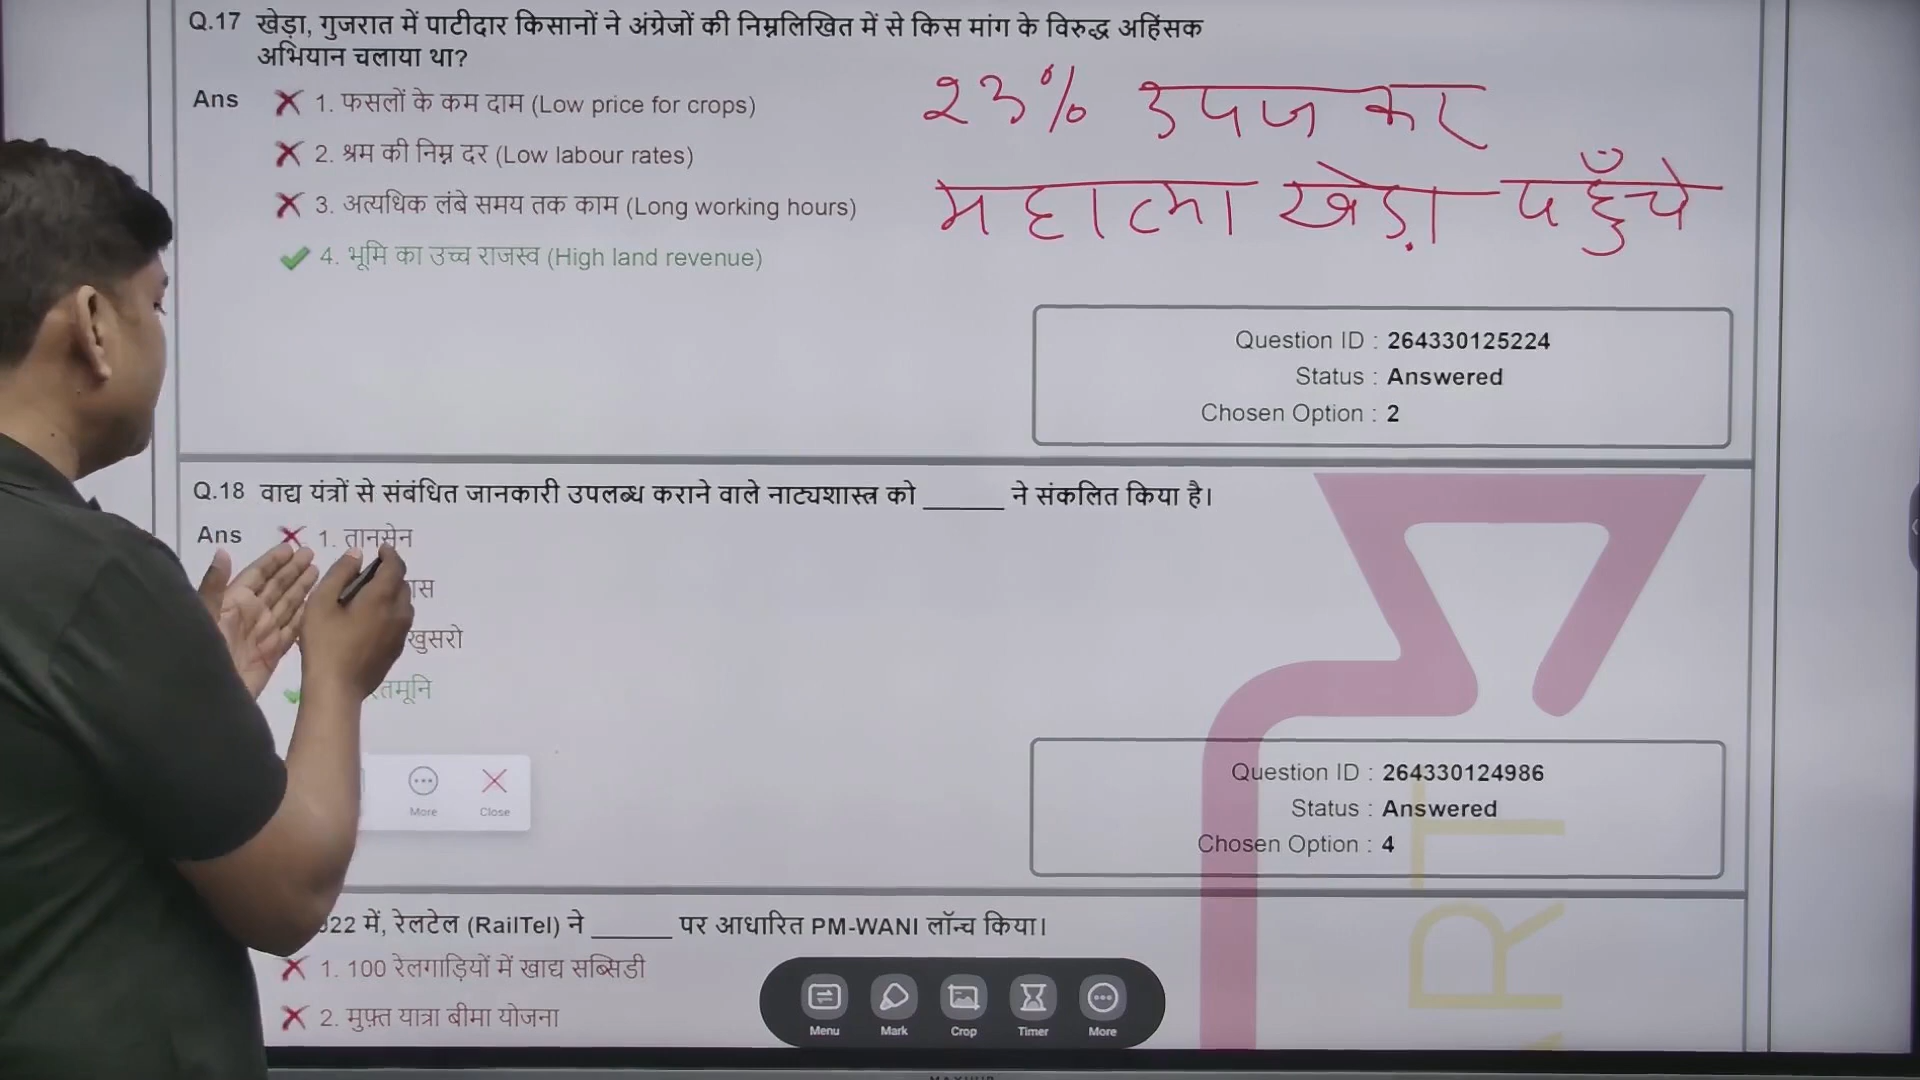 Q.17 खेड़ा, गुजरात में पाटीदार किसानों ने अंग्रेजों की निम्नलिखित में से किस मांग के विरुद्ध अहिंसक
अभियान चलाया था?
Ans 1. फसलों के कम दाम (Low price for crops)
2. श्रम की निम्न दर (Low labour rates)
3. अत्यधिक लंबे समय तक काम (Long working hours)
4. भूमि का उच्च राजस्व (High land revenue)
23% उपज कर
महात्मा खेड़ा पहुँचे
Question ID : 264330125224
Status : Answered
Chosen Option : 2
Q.18 वाद्य यंत्रों से संबंधित जानकारी उपलब्ध कराने वाले नाट्यशास्त्र को ______ ने संकलित किया है।
Ans 1. तानसेन
खुसरो
Question ID : 264330124986
Status : Answered
Chosen Option : 4
More
Close
22 में, रेलटेल (RailTel) ने ______ पर आधारित PM-WANI लॉन्च किया।
1. 100 रेलगाड़ियों में खाद्य सब्सिडी
2. मुफ़्त यात्रा बीमा योजना
Menu
Mark
Crop
Timer
More